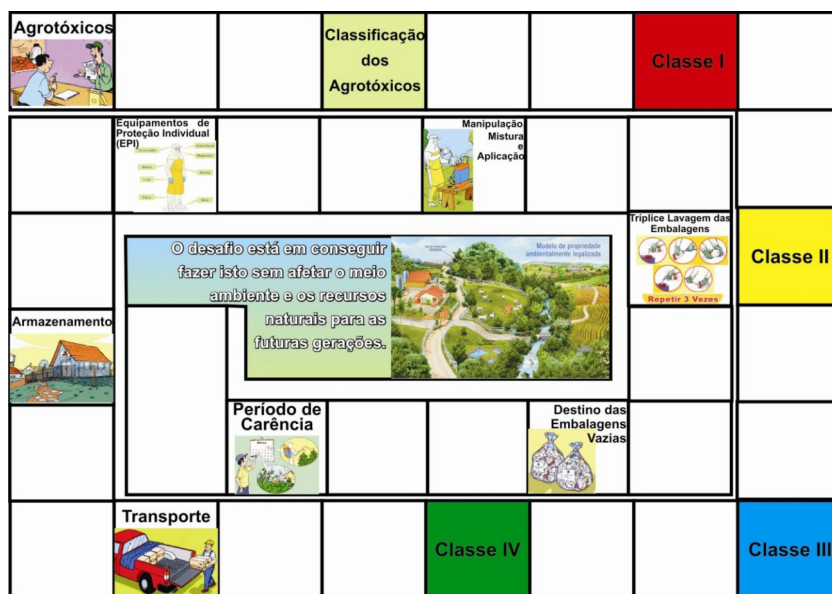 Agrotóxicos
Classificação
dos
Agrotóxicos
Classe I
Equipamentos de
Proteção Individual
(EPI)
Manipulação
Mistura
e
Aplicação
Triplice Lavagem das
Embalagens
Repetir 3 Vezes
Classe II
O desafio está em conseguir
fazer isto sem afetar o meio
ambiente e os recursos
naturais para as
futuras gerações.
Modelo de propriedade
ambientalmente legalizada
Armazenamento
Período de
Carência
Destino das
Embalagens
Vazias
Transporte
Classe IV
Classe III